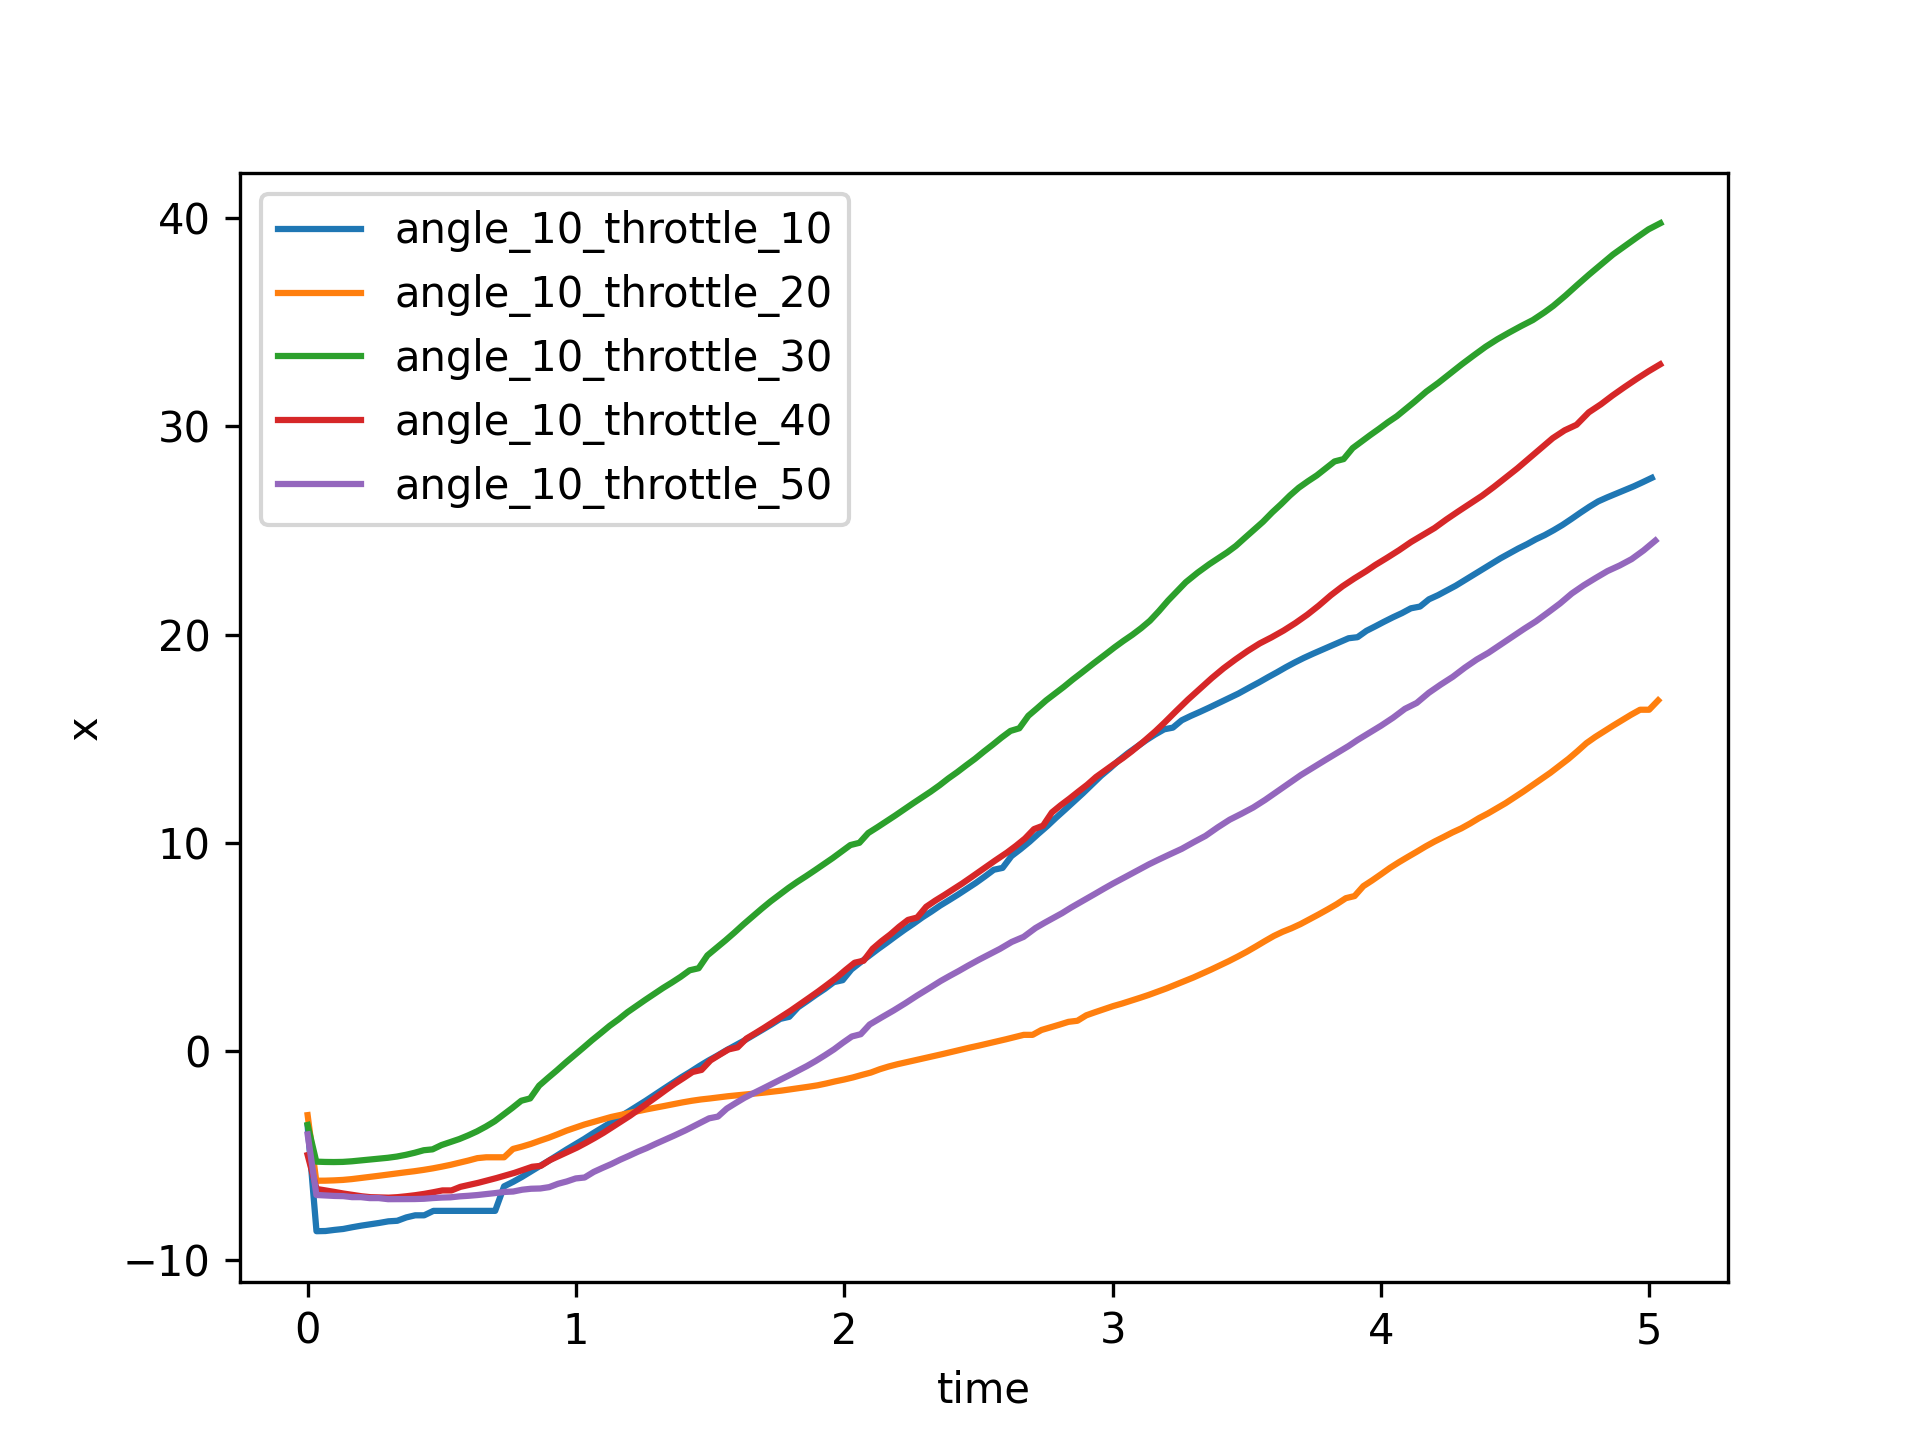 angle_10_throttle_10
angle_10_throttle_20
angle_10_throttle_30
angle_10_throttle_40
angle_10_throttle_50
40
30
20
10
0
−10
x
0 1 2 3 4 5
time